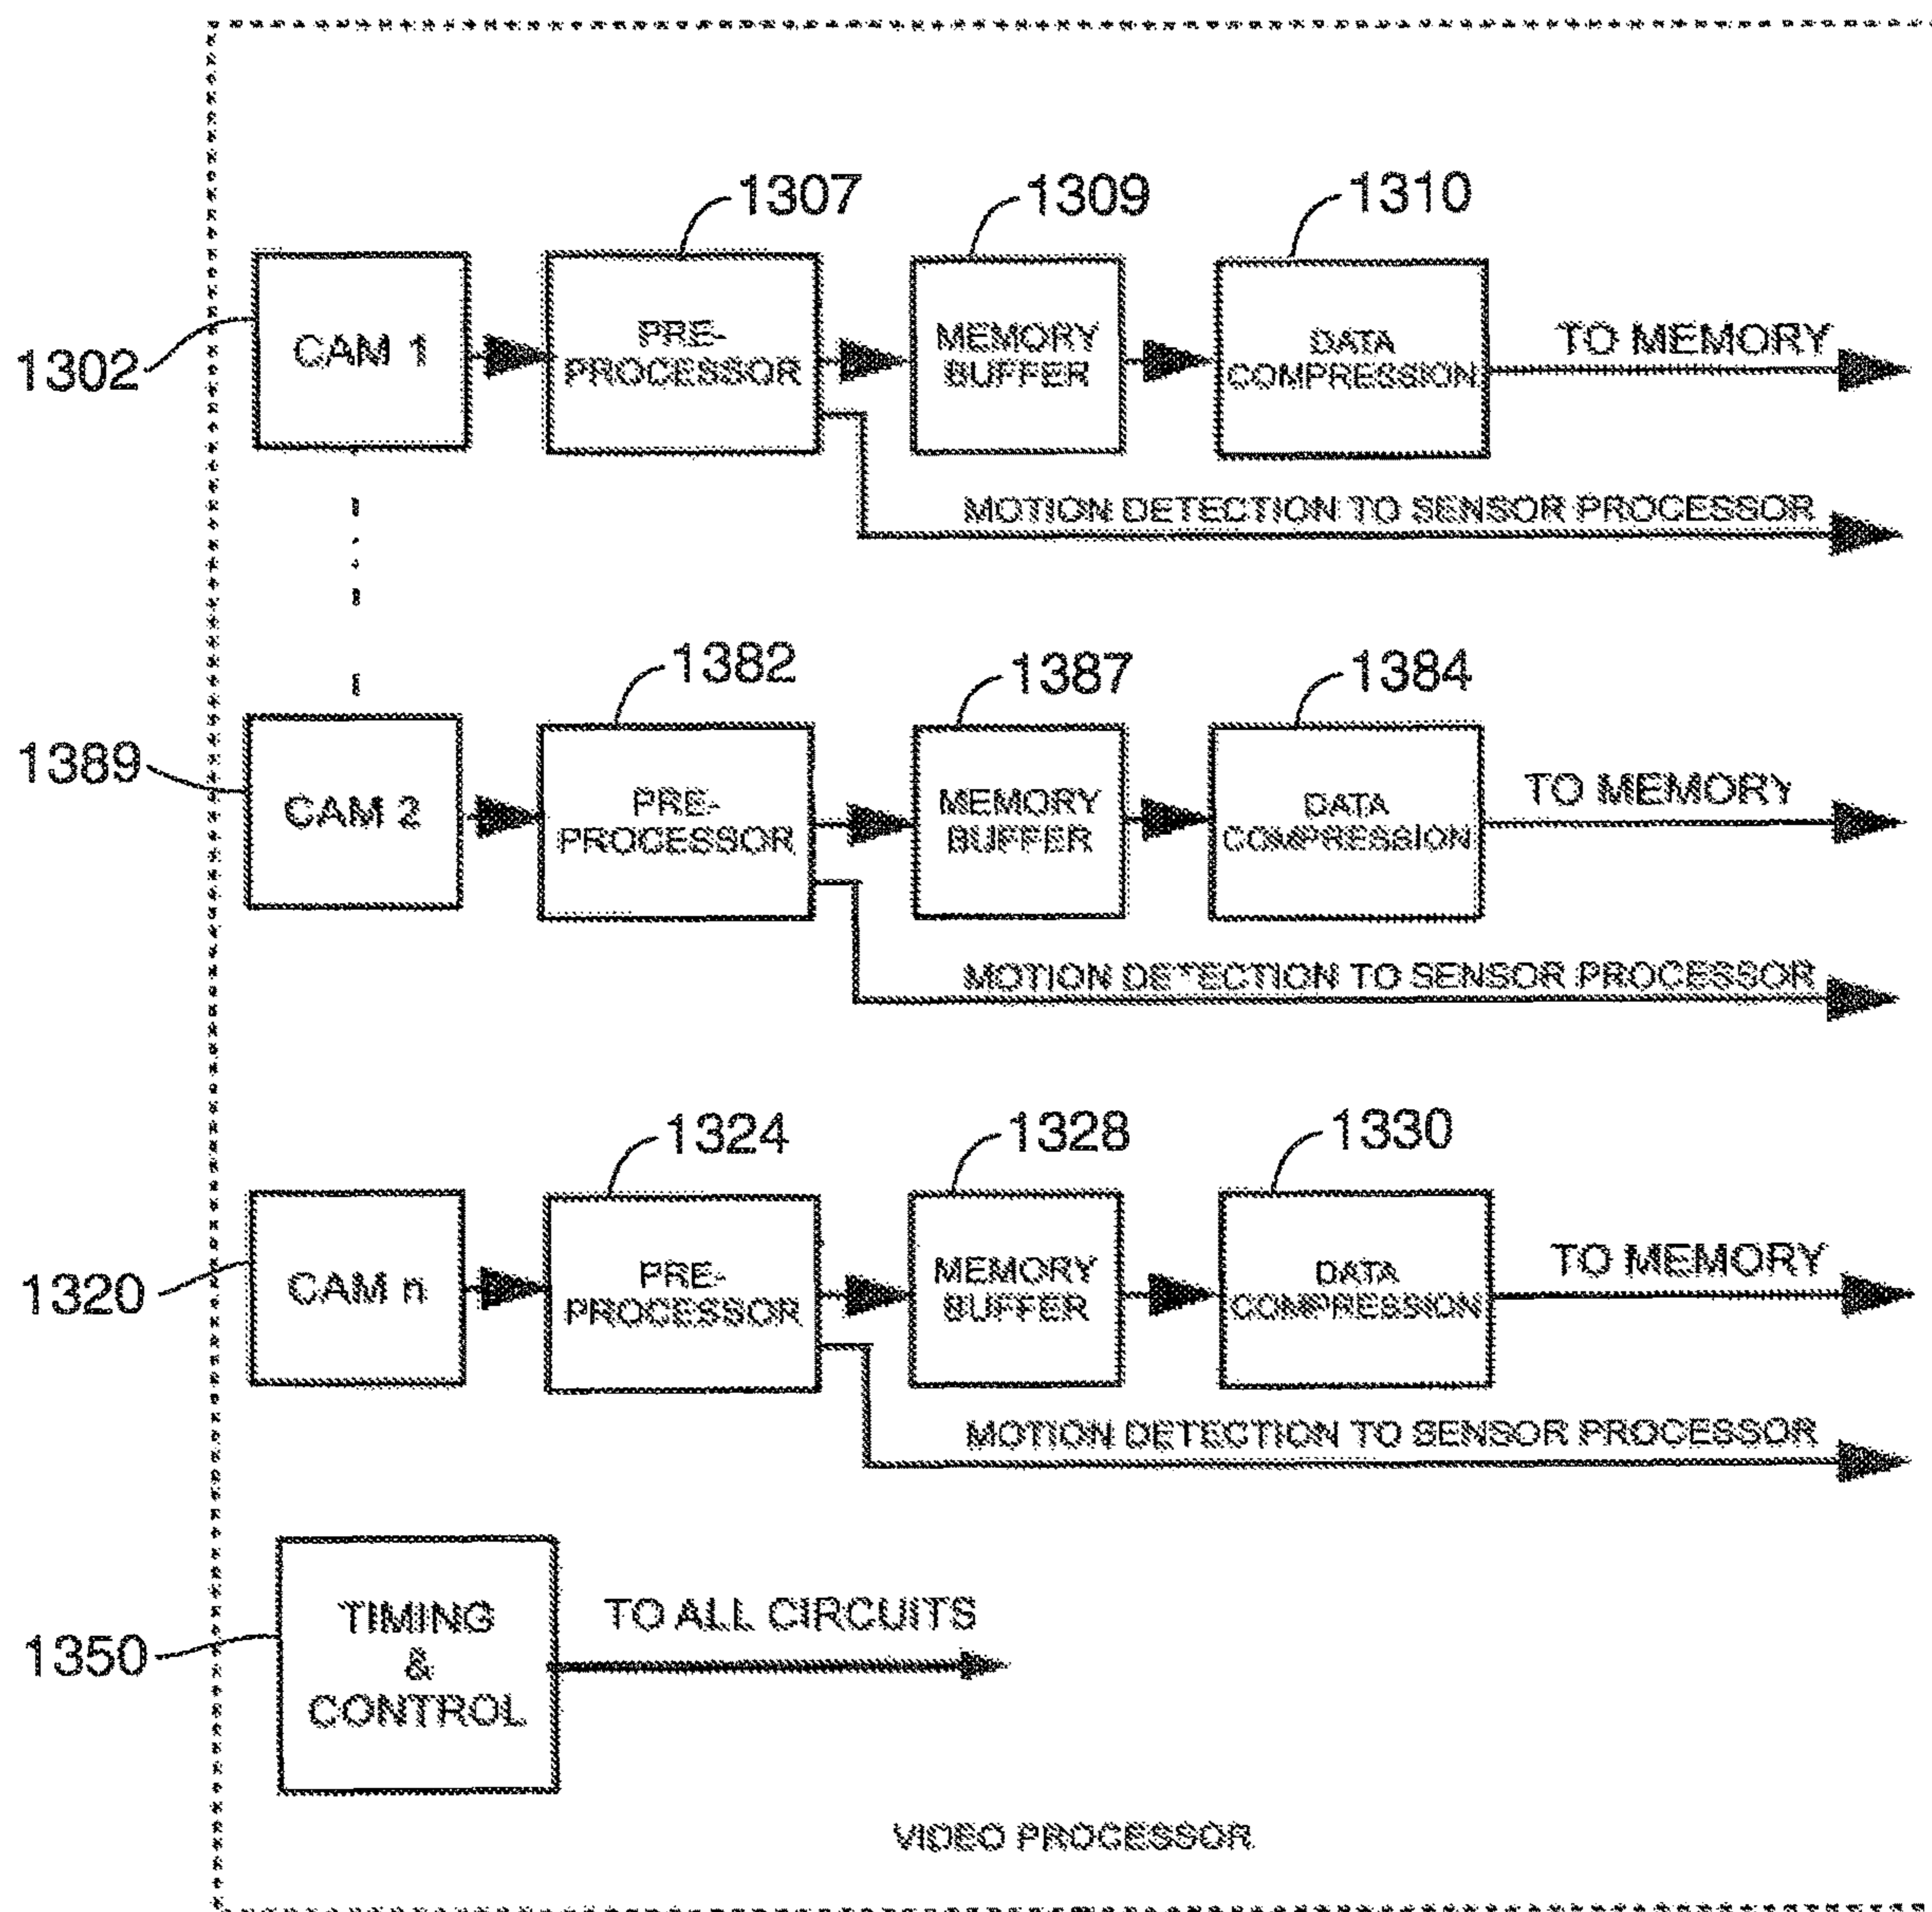 1307
1309
1310
1302
CAM 1
PRE-
PROCESSOR
MEMORY
BUFFER
DATA
COMPRESSION
TO MEMORY
MOTION DETECTION TO SENSOR PROCESSOR
1382
1387
1384
1389
CAM 2
PRE-
PROCESSOR
MEMORY
BUFFER
DATA
COMPRESSION
TO MEMORY
MOTION DETECTION TO SENSOR PROCESSOR
1324
1328
1330
1320
CAM n
PRE-
PROCESSOR
MEMORY
BUFFER
DATA
COMPRESSION
TO MEMORY
MOTION DETECTION TO SENSOR PROCESSOR
1350
TIMING
&
CONTROL
TO ALL CIRCUITS
VIDEO PROCESSOR